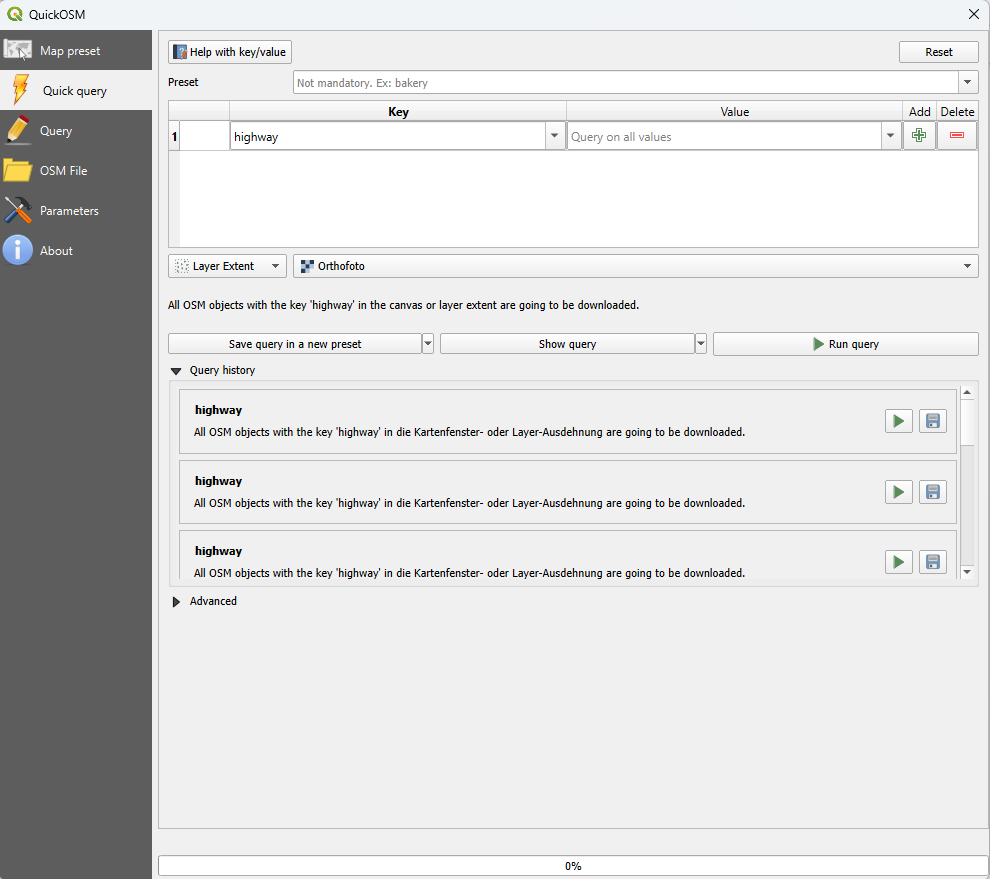 QuickOSM
Map preset
Quick query
Query
OSM File
Parameters
About
Help with key/value
Reset
Preset
Not mandatory. Ex: bakery
Key Value Add Delete
1 highway Query on all values
Layer Extent Orthofoto
All OSM objects with the key 'highway' in the canvas or layer extent are going to be downloaded.
Save query in a new preset Show query Run query
Query history
highway
All OSM objects with the key 'highway' in die Kartenfenster- oder Layer-Ausdehnung are going to be downloaded.
highway
All OSM objects with the key 'highway' in die Kartenfenster- oder Layer-Ausdehnung are going to be downloaded.
highway
All OSM objects with the key 'highway' in die Kartenfenster- oder Layer-Ausdehnung are going to be downloaded.
Advanced
0%